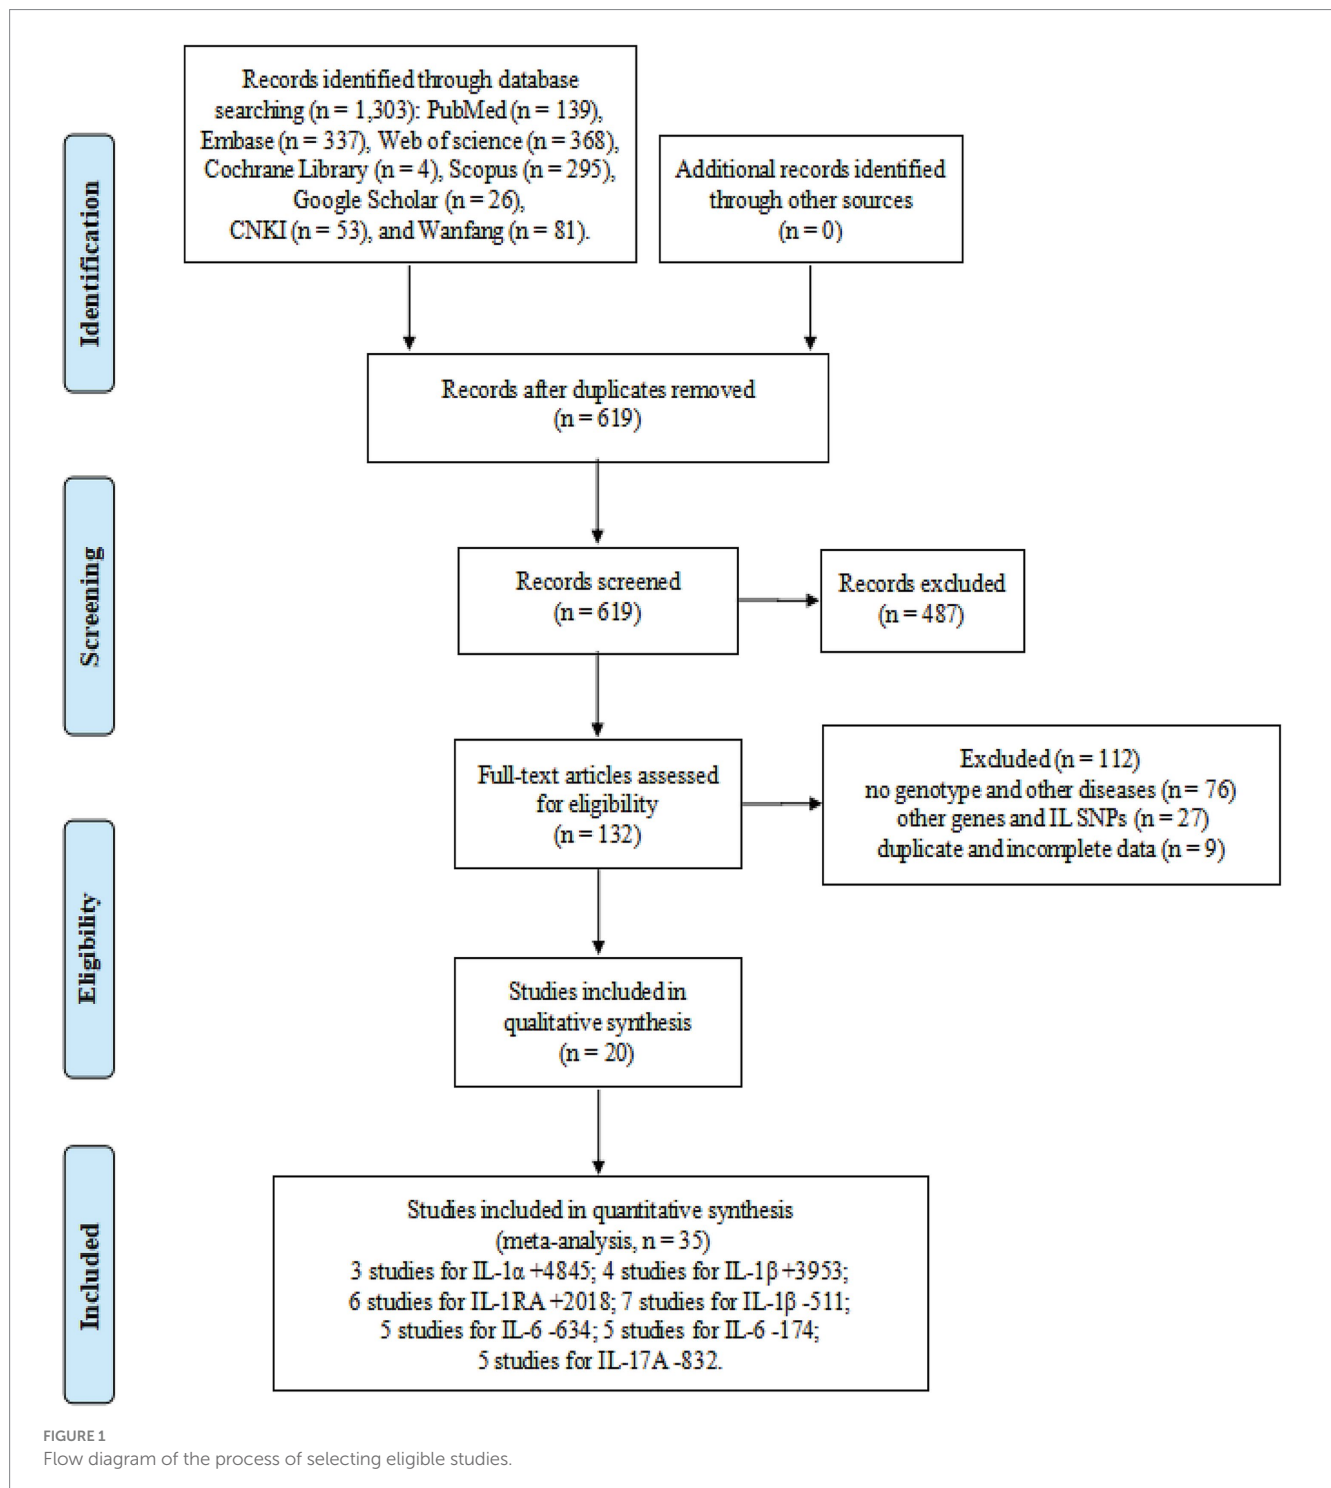 Identification
Records identified through database
searching (n = 1,303): PubMed (n = 139),
Embase (n = 337), Web of science (n = 368),
Cochrane Library (n = 4), Scopus (n = 295),
Google Scholar (n = 26),
CNKI (n = 53), and Wanfang (n = 81).
Additional records identified
through other sources
(n = 0)
Records after duplicates removed
(n = 619)
Screening
Records screened
(n = 619)
Records excluded
(n = 487)
Eligibility
Full-text articles assessed
for eligibility
(n = 132)
Excluded (n = 112)
no genotype and other diseases (n = 76)
other genes and IL SNPs (n = 27)
duplicate and incomplete data (n = 9)
Studies included in
qualitative synthesis
(n = 20)
Included
Studies included in quantitative synthesis
(meta-analysis, n = 35)
3 studies for IL-1α +4845; 4 studies for IL-1β +3953;
6 studies for IL-1RA +2018; 7 studies for IL-1β -511;
5 studies for IL-6 -634; 5 studies for IL-6 -174;
5 studies for IL-17A -832.
FIGURE 1
Flow diagram of the process of selecting eligible studies.